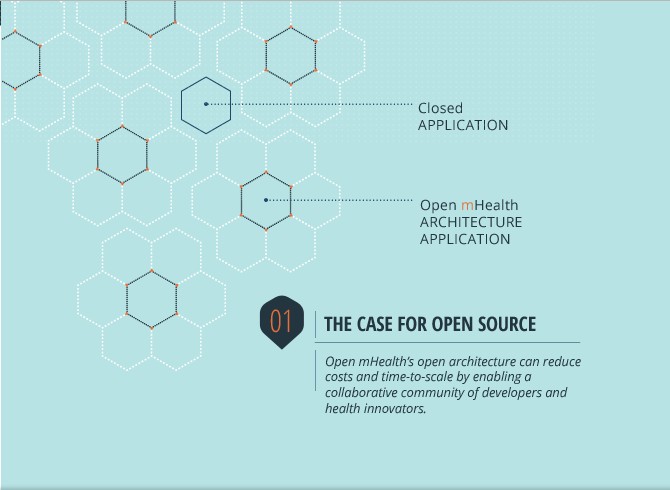 Closed
APPLICATION
Open mHealth
ARCHITECTURE
APPLICATION
01
THE CASE FOR OPEN SOURCE
Open mHealth's open architecture can reduce
costs and time-to-scale by enabling a
collaborative community of developers and
health innovators.